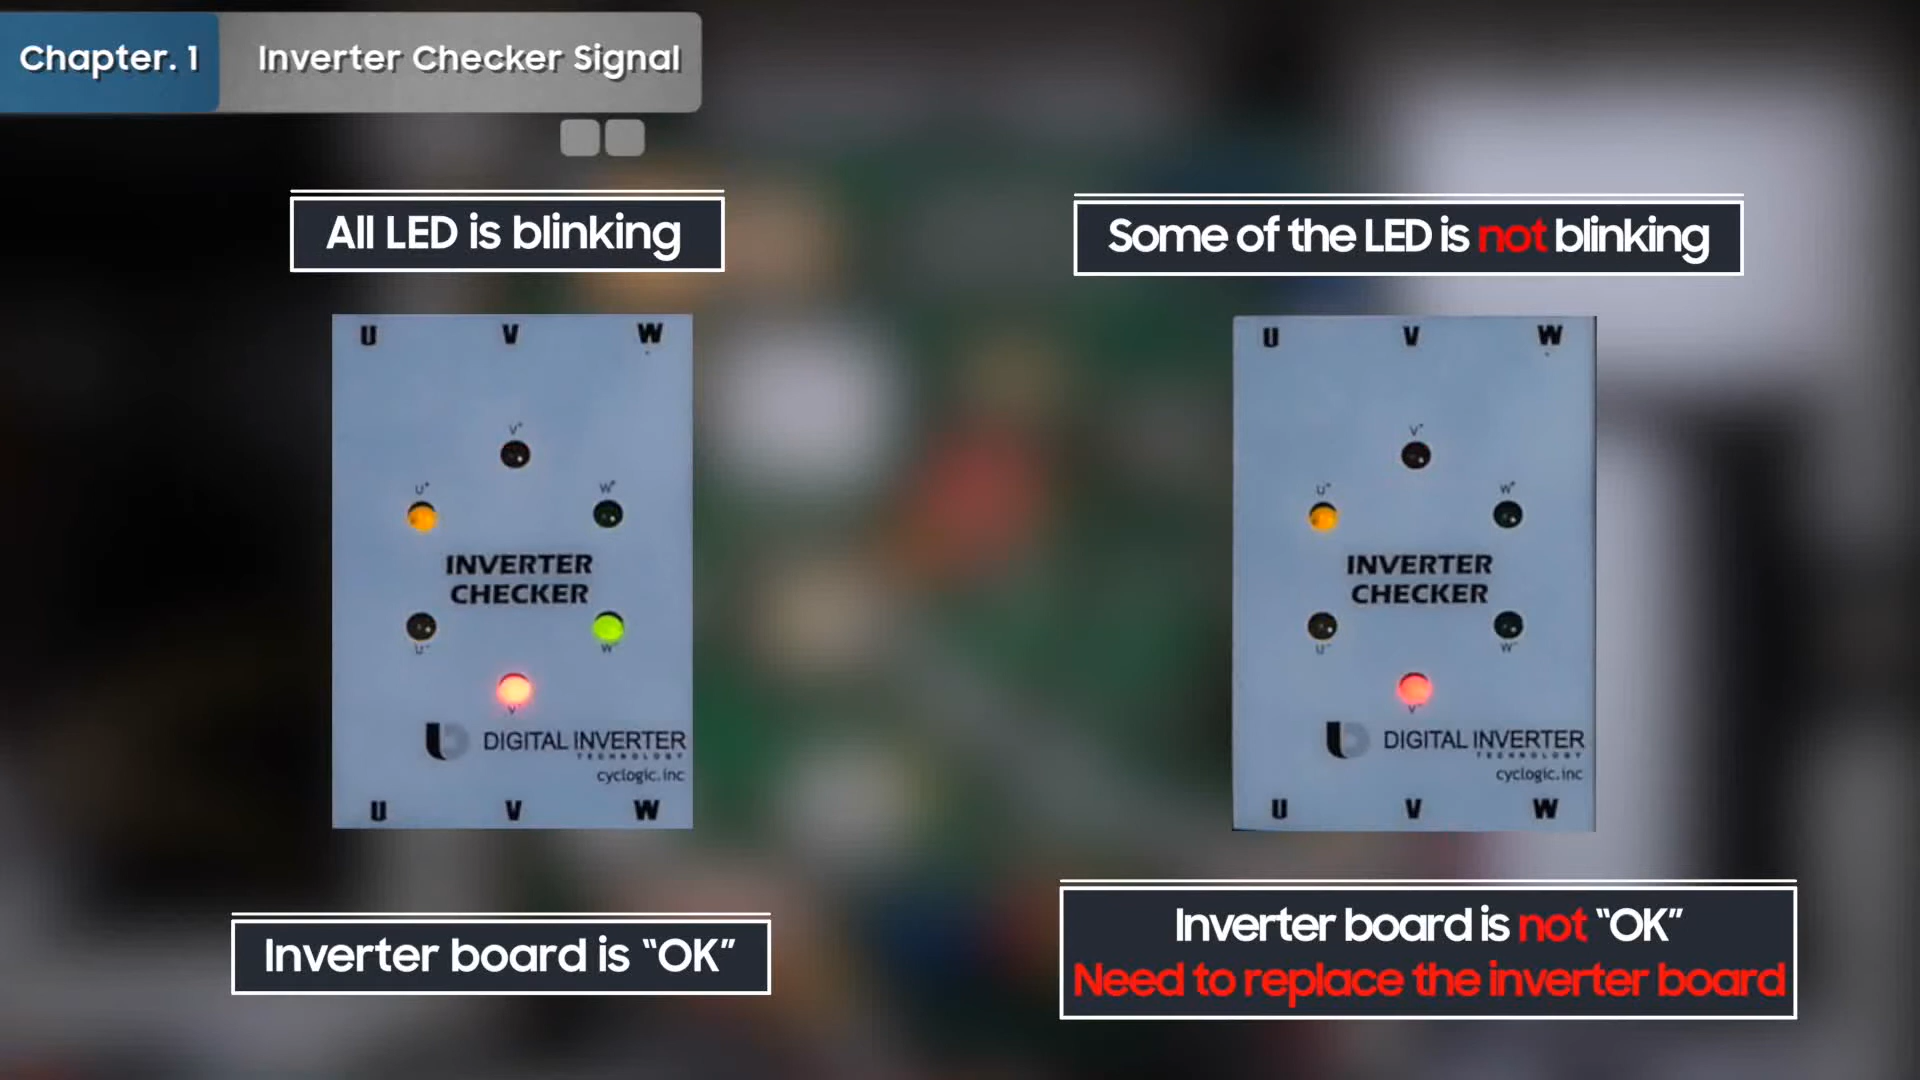 Chapter. 1
Inverter Checker Signal
All LED is blinking
U V W
V+
U+ W+
INVERTER
CHECKER
U- W-
V-
DIGITAL INVERTER
TECHNOLOGY
cyclogic.inc
U V W
Inverter board is “OK”
Some of the LED is not blinking
U V W
V+
U+ W+
INVERTER
CHECKER
U- W-
V-
DIGITAL INVERTER
TECHNOLOGY
cyclogic.inc
U V W
Inverter board is not “OK”
Need to replace the inverter board